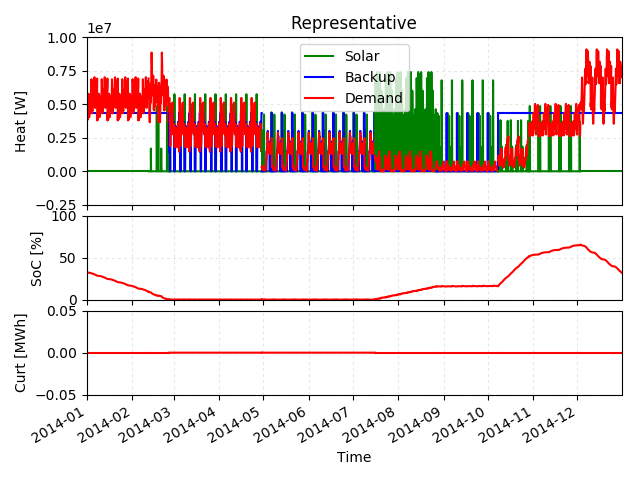 Representative
1e7
1.00
0.75
0.50
0.25
0.00
−0.25
Heat [W]
Solar
Backup
Demand
100
50
0
SoC [%]
0.05
0.00
−0.05
Curt [MWh]
2014-01
2014-02
2014-03
2014-04
2014-05
2014-06
2014-07
2014-08
2014-09
2014-10
2014-11
2014-12
Time